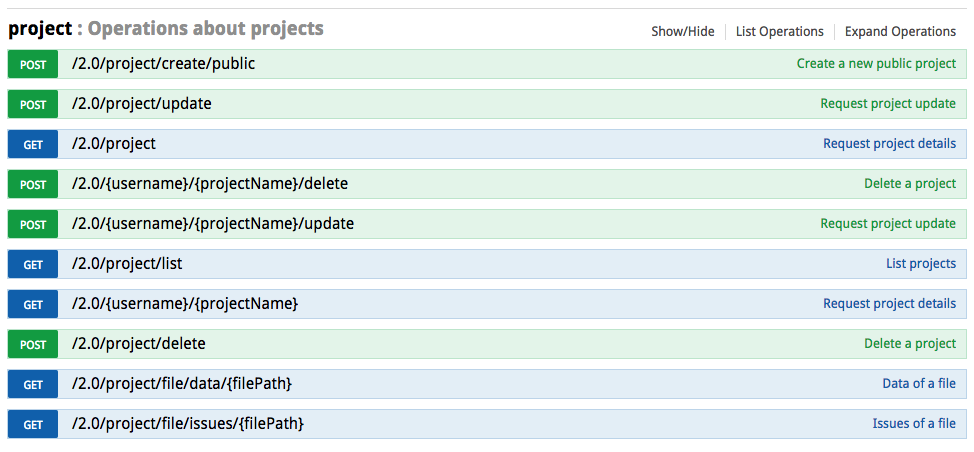 project : Operations about projects Show/Hide List Operations Expand Operations
POST /2.0/project/create/public Create a new public project
POST /2.0/project/update Request project update
GET /2.0/project Request project details
POST /2.0/{username}/{projectName}/delete Delete a project
POST /2.0/{username}/{projectName}/update Request project update
GET /2.0/project/list List projects
GET /2.0/{username}/{projectName} Request project details
POST /2.0/project/delete Delete a project
GET /2.0/project/file/data/{filePath} Data of a file
GET /2.0/project/file/issues/{filePath} Issues of a file